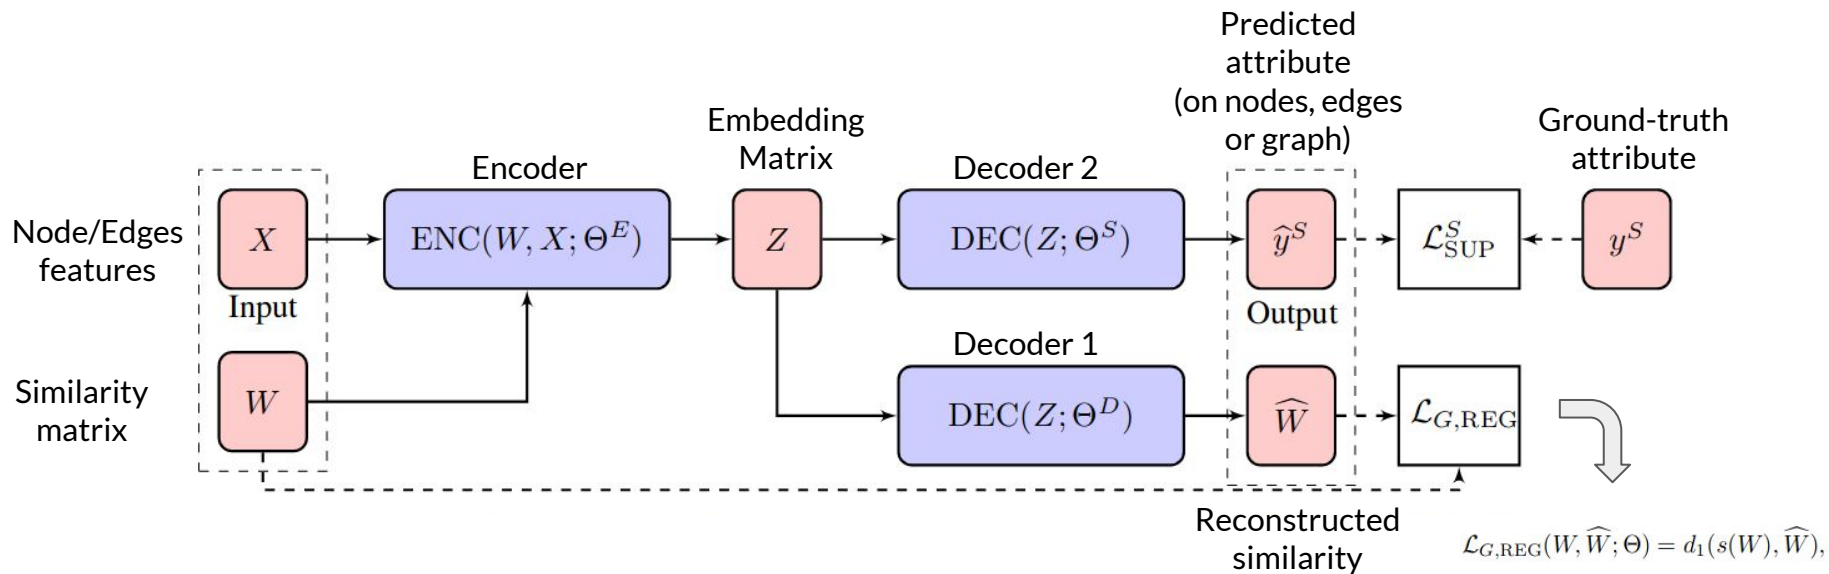 Predicted
attribute
(on nodes, edges
or graph)
Embedding
Matrix
Ground-truth
attribute
Encoder
Decoder 2
Node/Edges
features
X
ENC(W, X; Θ^E)
Z
DEC(Z; Θ^S)
ŷ^S
ℒ^S_SUP
y^S
Input
Output
Decoder 1
Similarity
matrix
W
DEC(Z; Θ^D)
Ŵ
ℒ_G,REG
Reconstructed
similarity
ℒ_G,REG(W, Ŵ; Θ) = d₁(s(W), Ŵ),